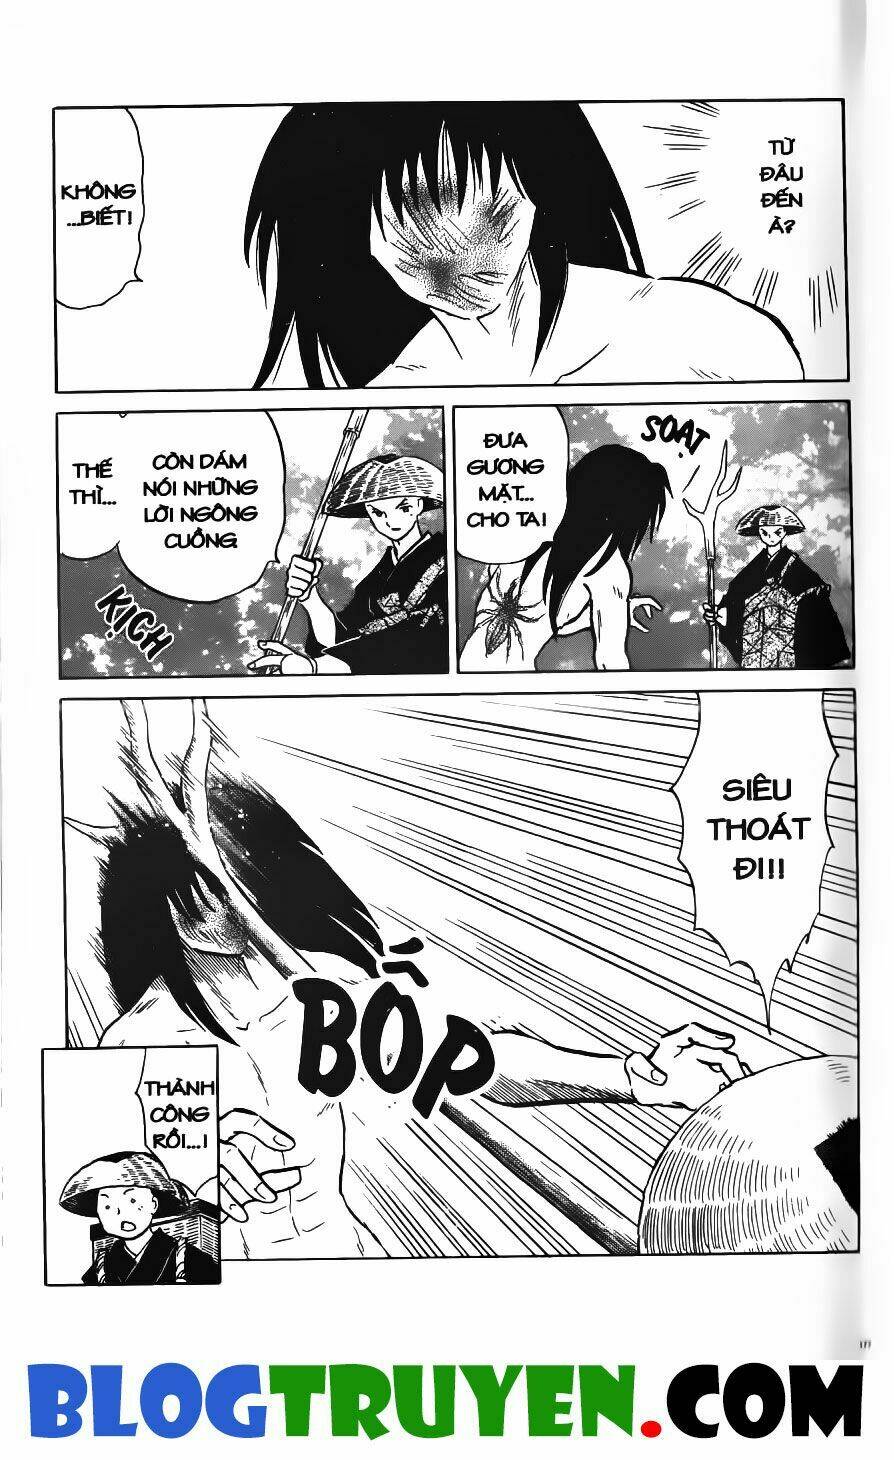 TỪ
ĐÂU
ĐẾN
À?
KHÔNG
...BIẾT!
SOẠT
ĐƯA
GƯƠNG
MẶT...
CHO TA!
CÔN DÁM
NÓI NHỮNG
LỜI NGÔNG
CUỒNG.
THẾ
THÌ...
KỊCH
SIÊU
THOÁT
ĐI!!!
BỐP
THÀNH
CÔNG
RỒI...!
BLOGTRUYEN.COM